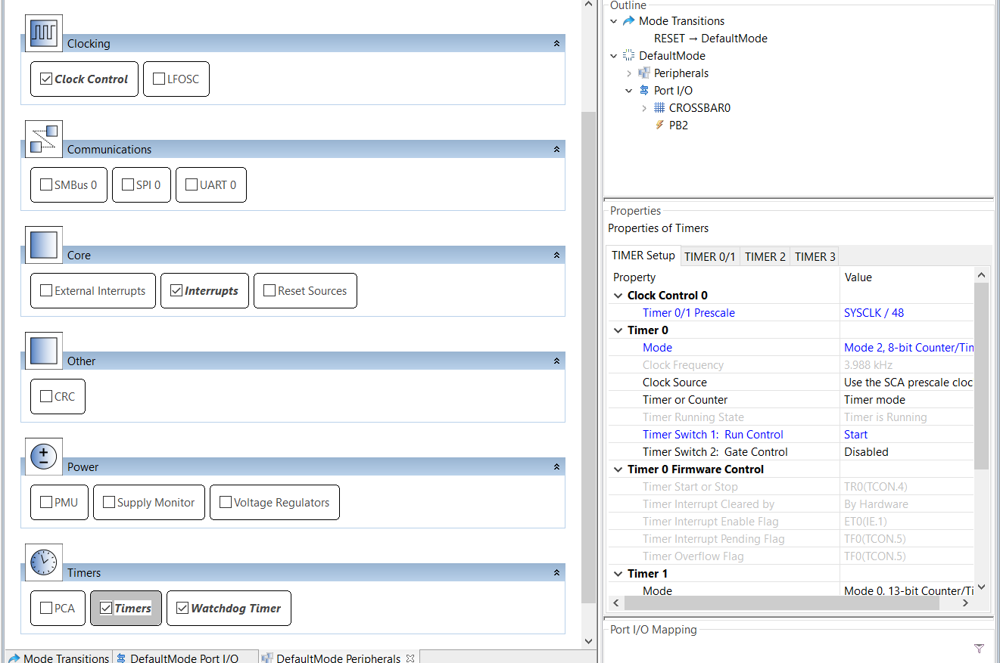 Clocking
Clock Control
LFOSC
Communications
SMBus 0
SPI 0
UART 0
Core
External Interrupts
Interrupts
Reset Sources
Other
CRC
Power
PMU
Supply Monitor
Voltage Regulators
Timers
PCA
Timers
Watchdog Timer
Mode Transitions
DefaultMode Port I/O
DefaultMode Peripherals
Outline
Mode Transitions
RESET → DefaultMode
DefaultMode
Peripherals
Port I/O
CROSSBAR0
PB2
Properties
Properties of Timers
TIMER Setup TIMER 0/1 TIMER 2 TIMER 3
Property Value
Clock Control 0
Timer 0/1 Prescale SYSCLK / 48
Timer 0
Mode Mode 2, 8-bit Counter/Tin
Clock Frequency 3.988 kHz
Clock Source Use the SCA prescale cloc
Timer or Counter Timer mode
Timer Running State Timer is Running
Timer Switch 1: Run Control Start
Timer Switch 2: Gate Control Disabled
Timer 0 Firmware Control
Timer Start or Stop TR0(TCON.4)
Timer Interrupt Cleared by By Hardware
Timer Interrupt Enable Flag ET0(IE.1)
Timer Interrupt Pending Flag TF0(TCON.5)
Timer Overflow Flag TF0(TCON.5)
Timer 1
Mode Mode 0, 13-bit Counter/Ti
Port I/O Mapping